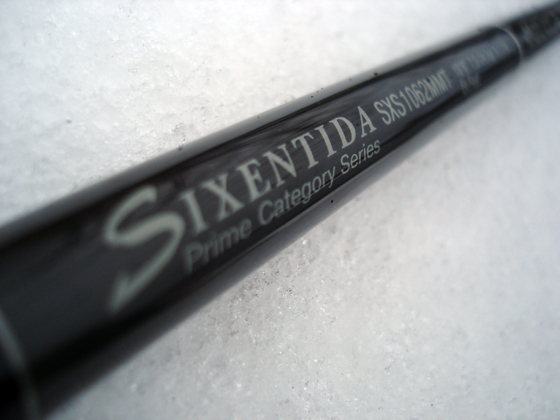 SIXENTIDA SXS1062MMT
Prime Category Series